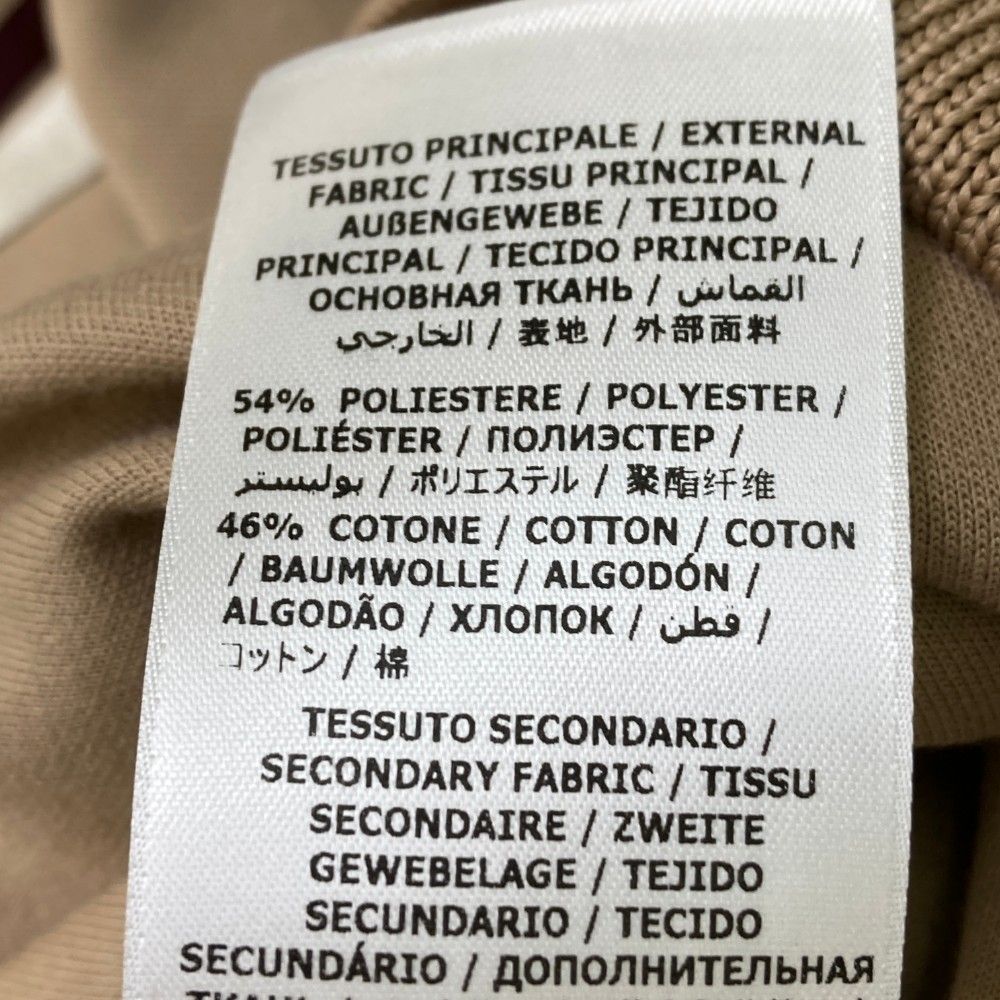 TESSUTO PRINCIPALE / EXTERNAL
FABRIC / TISSU PRINCIPAL /
AUßENGEWEBE / TEJIDO
PRINCIPAL / TECIDO PRINCIPAL /
ОСНОВНАЯ ТКАНЬ / القماش
الخارجي / 表地 / 外部面料
54% POLIESTERE / POLYESTER /
POLIÉSTER / ПОЛИЭСТЕР /
بوليستر / ポリエステル / 聚酯纤维
46% COTONE / COTTON / COTON
/ BAUMWOLLE / ALGODÓN /
ALGODÃO / ХЛОПОК / قطن /
コットン / 棉
TESSUTO SECONDARIO /
SECONDARY FABRIC / TISSU
SECONDAIRE / ZWEITE
GEWEBELAGE / TEJIDO
SECUNDARIO / TECIDO
SECUNDÁRIO / ДОПОЛНИТЕЛЬНАЯ